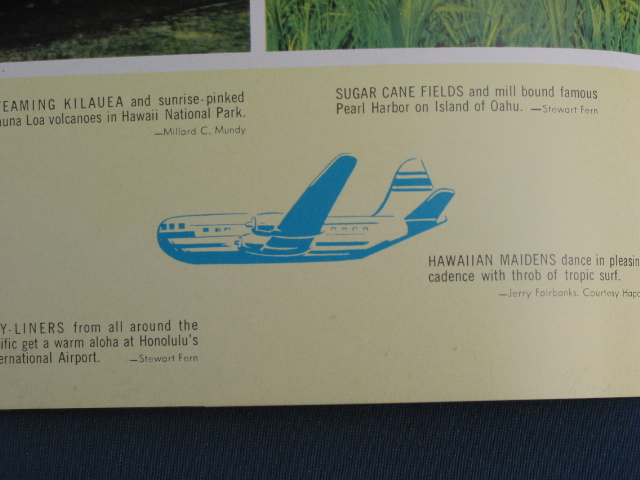 TEAMING KILAUEA and sunrise-pinked
auna Loa volcanoes in Hawaii National Park.
—Millard C. Mundy
SUGAR CANE FIELDS and mill bound famous
Pearl Harbor on Island of Oahu. —Stewart Fern
HAWAIIAN MAIDENS dance in pleasin
cadence with throb of tropic surf.
—Jerry Fairbanks. Courtesy Hapc
Y-LINERS from all around the
ific get a warm aloha at Honolulu's
ernational Airport. —Stewart Fern